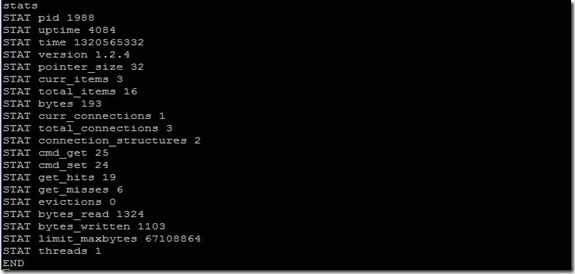 stats
STAT pid 1988
STAT uptime 4084
STAT time 1320565332
STAT version 1.2.4
STAT pointer_size 32
STAT curr_items 3
STAT total_items 16
STAT bytes 193
STAT curr_connections 1
STAT total_connections 3
STAT connection_structures 2
STAT cmd_get 25
STAT cmd_set 24
STAT get_hits 19
STAT get_misses 6
STAT evictions 0
STAT bytes_read 1324
STAT bytes_written 1103
STAT limit_maxbytes 67108864
STAT threads 1
END